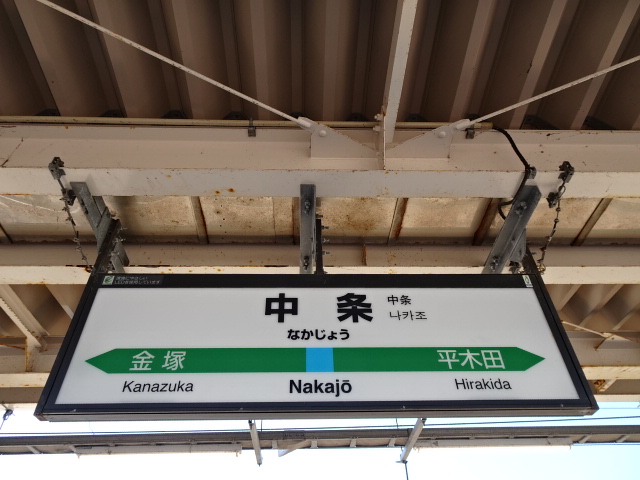 中条
中条
나카죠
なかじょう
金塚
平木田
Kanazuka
Nakajō
Hirakida